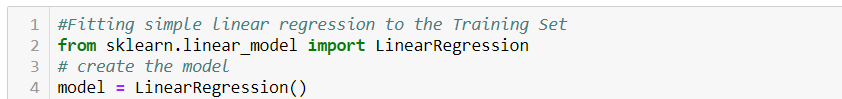 1 #Fitting simple linear regression to the Training Set
2 from sklearn.linear_model import LinearRegression
3 # create the model
4 model = LinearRegression()